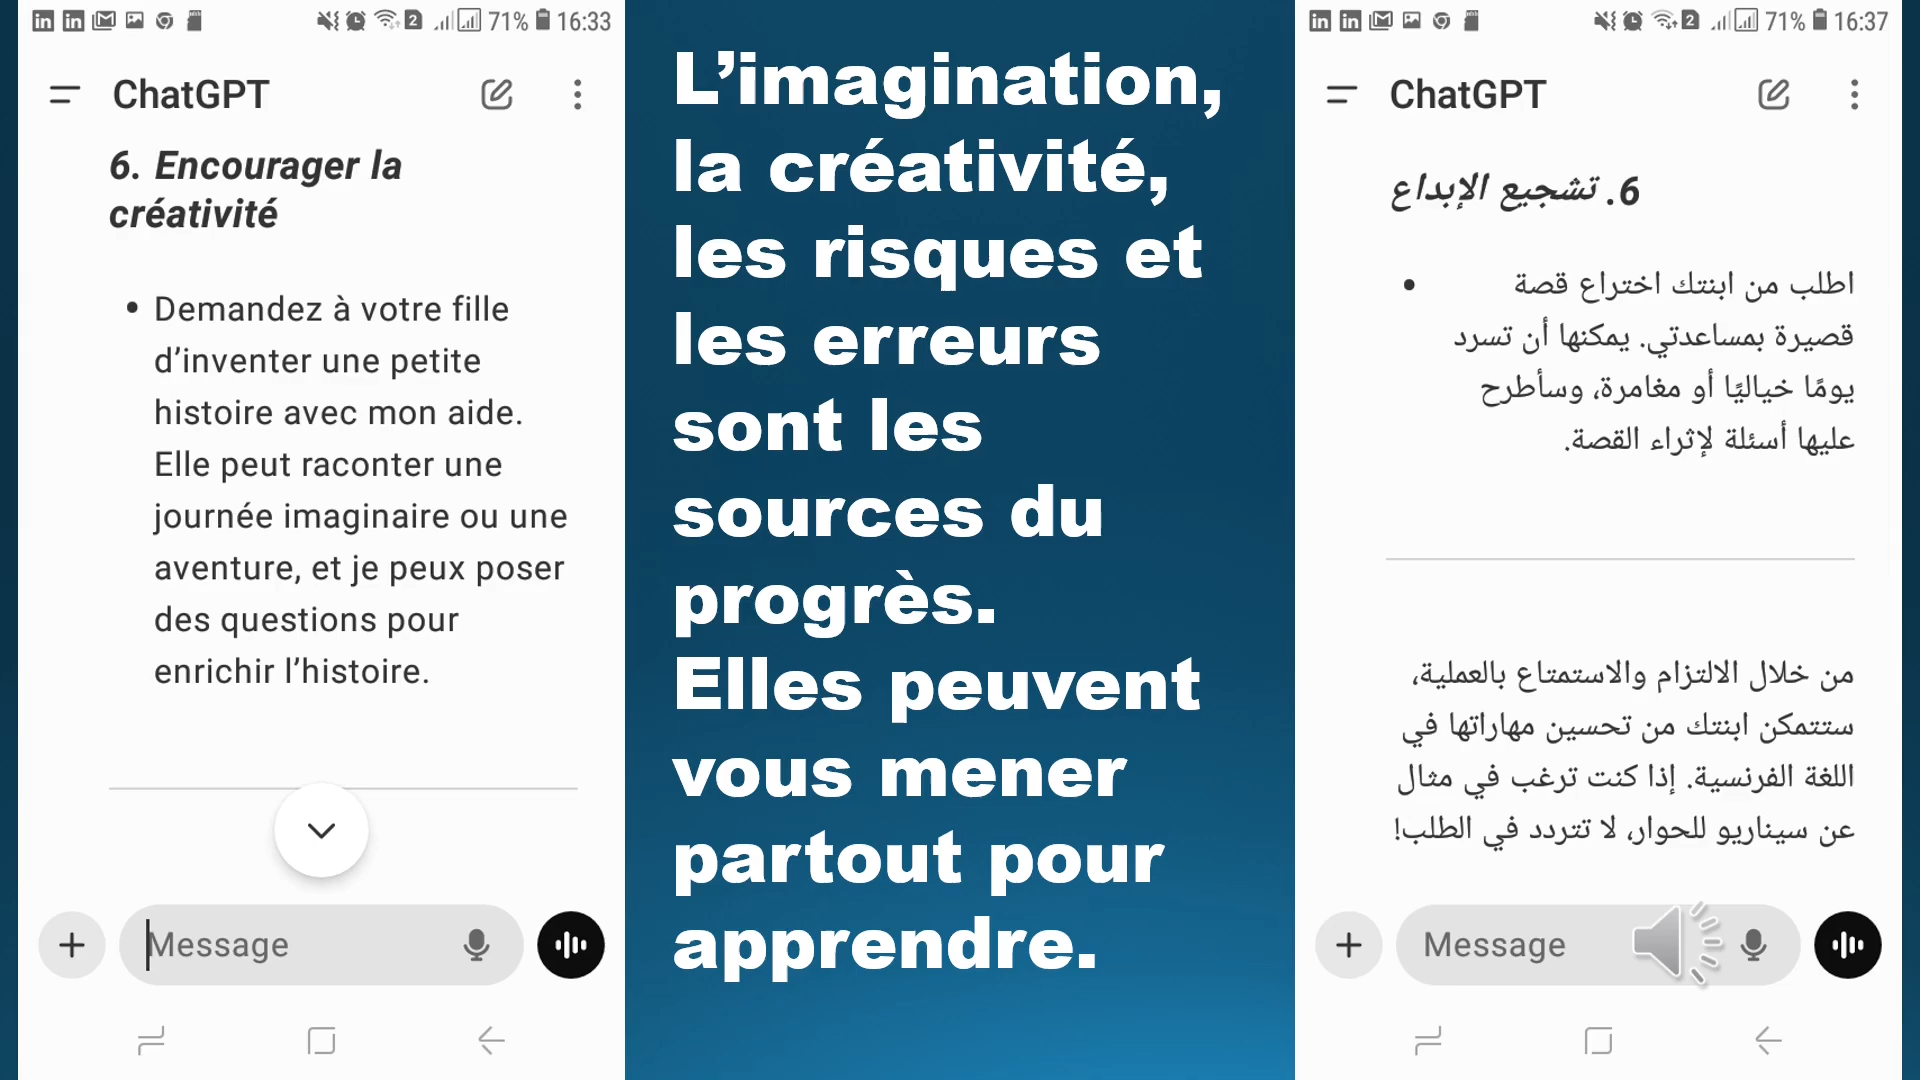 2 71% 16:33
ChatGPT
6. Encourager la
créativité
• Demandez à votre fille
d’inventer une petite
histoire avec mon aide.
Elle peut raconter une
journée imaginaire ou une
aventure, et je peux poser
des questions pour
enrichir l’histoire.
Message
L’imagination,
la créativité,
les risques et
les erreurs
sont les
sources du
progrès.
Elles peuvent
vous mener
partout pour
apprendre.
2 71% 16:37
ChatGPT
6. تشجيع الإبداع
• اطلب من ابنتك اختراع قصة
قصيرة بمساعدتي. يمكنها أن تسرد
يومًا خياليًا أو مغامرة، وسأطرح
عليها أسئلة لإثراء القصة.
من خلال الالتزام والاستمتاع بالعملية،
ستتمكن ابنتك من تحسين مهاراتها في
اللغة الفرنسية. إذا كنت ترغب في مثال
عن سيناريو للحوار، لا تتردد في الطلب!
Message